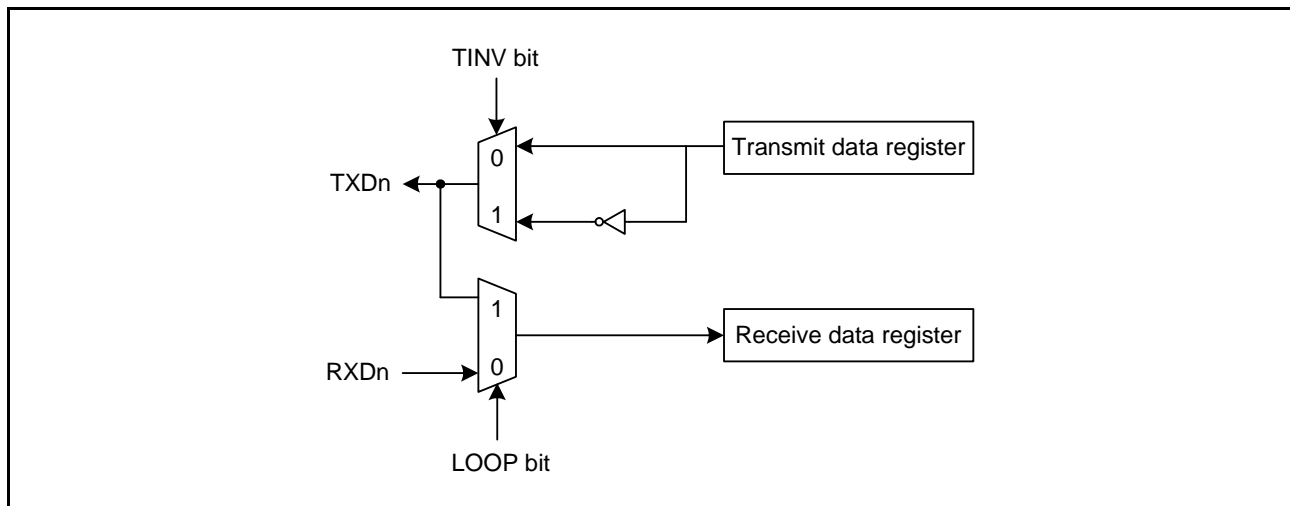 TINV bit
0
Transmit data register
TXDn
1
1
Receive data register
0
RXDn
LOOP bit